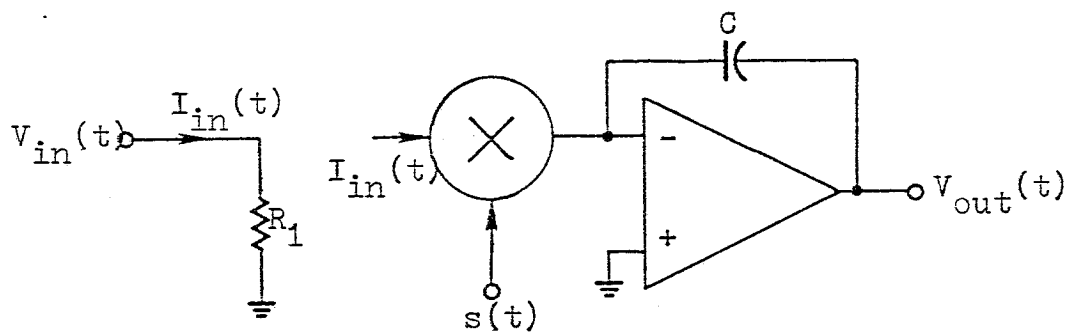 C
I_in(t)
V_in(t)
I_in(t)
R_1
s(t)
−
+
V_out(t)